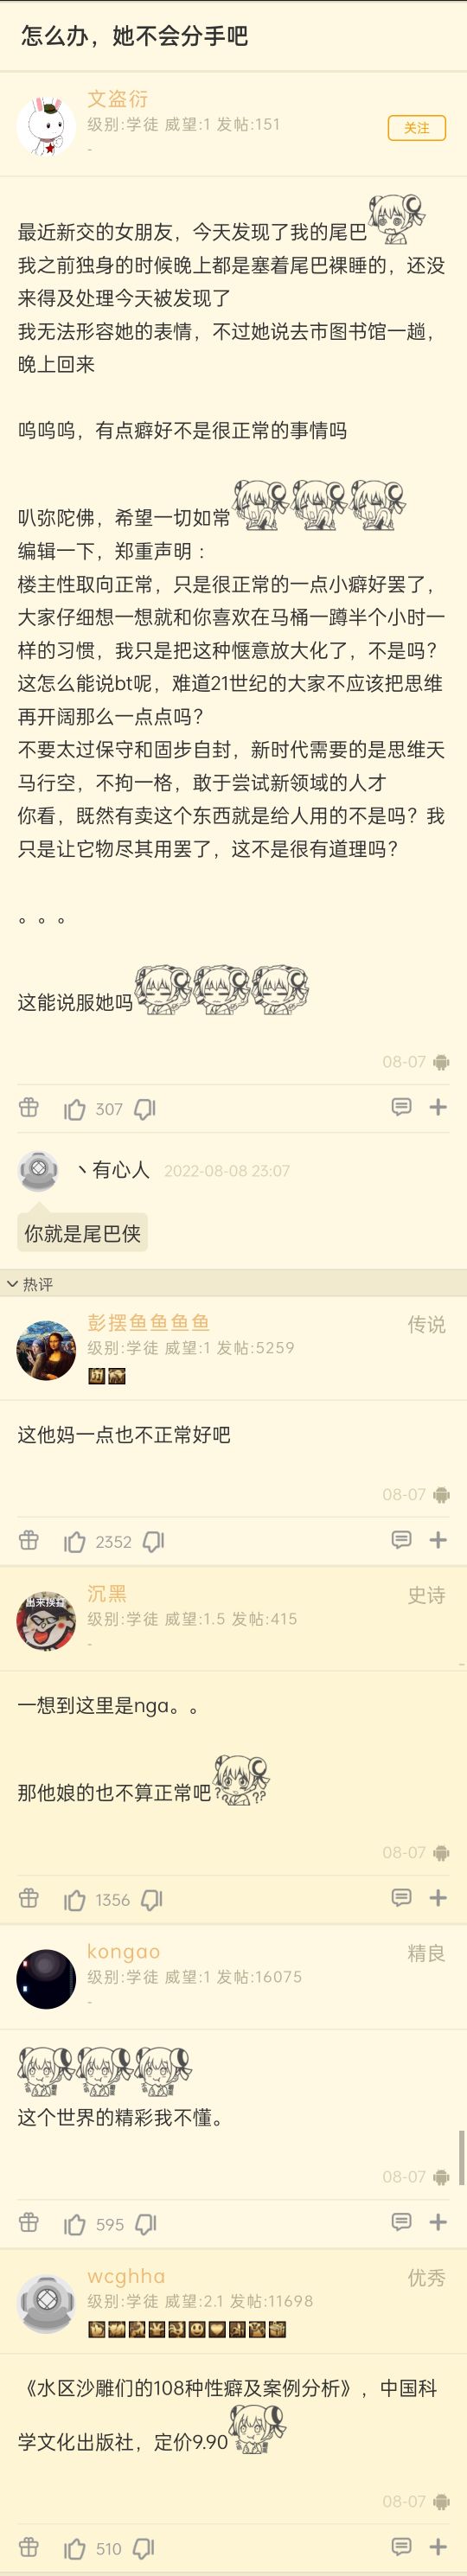 怎么办，她不会分手吧
文盗衍
级别:学徒 威望:1 发帖:151
-
关注
最近新交的女朋友，今天发现了我的尾巴
我之前独身的时候晚上都是塞着尾巴裸睡的，还没
来得及处理今天被发现了
我无法形容她的表情，不过她说去市图书馆一趟，
晚上回来
呜呜呜，有点癖好不是很正常的事情吗
叭弥陀佛，希望一切如常
编辑一下，郑重声明：
楼主性取向正常，只是很正常的一点小癖好罢了，
大家仔细想一想就和你喜欢在马桶一蹲半个小时一
样的习惯，我只是把这种惬意放大化了，不是吗？
这怎么能说bt呢，难道21世纪的大家不应该把思维
再开阔那么一点点吗？
不要太过保守和固步自封，新时代需要的是思维天
马行空，不拘一格，敢于尝试新领域的人才
你看，既然有卖这个东西就是给人用的不是吗？我
只是让它物尽其用罢了，这不是很有道理吗？
。。。
这能说服她吗
08-07
307
丶有心人 2022-08-08 23:07
你就是尾巴侠
热评
彭摆鱼鱼鱼鱼
传说
级别:学徒 威望:1 发帖:5259
这他妈一点也不正常好吧
08-07
2352
沉黑
史诗
级别:学徒 威望:1.5 发帖:415
-
一想到这里是nga。。
那他娘的也不算正常吧
??
08-07
1356
kongao
精良
级别:学徒 威望:1 发帖:16075
-
这个世界的精彩我不懂。
08-07
595
wcghha
优秀
级别:学徒 威望:2.1 发帖:11698
《水区沙雕们的108种性癖及案例分析》，中国科
学文化出版社，定价9.90
08-07
510